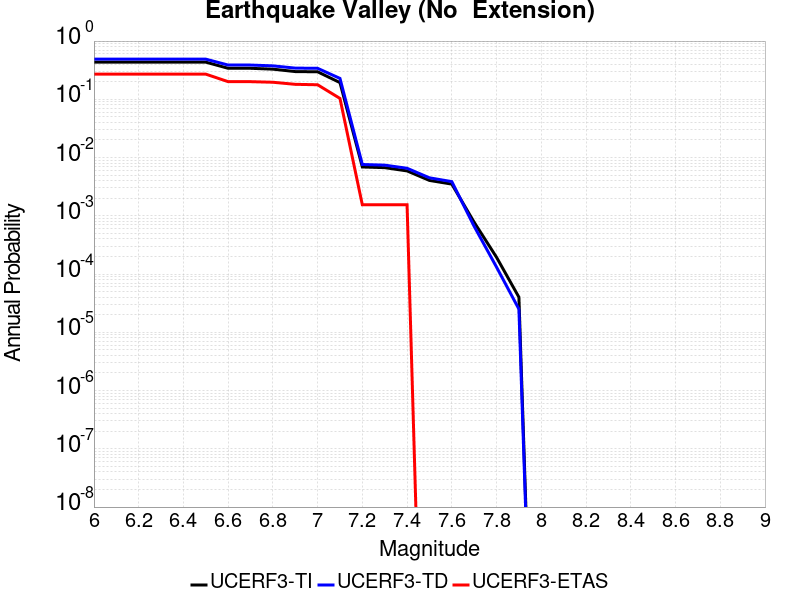 Earthquake Valley (No  Extension)
10^0
10^-1
10^-2
10^-3
10^-4
10^-5
10^-6
10^-7
10^-8
Annual Probability
6 6.2 6.4 6.6 6.8 7 7.2 7.4 7.6 7.8 8 8.2 8.4 8.6 8.8 9
Magnitude
UCERF3-TI UCERF3-TD UCERF3-ETAS